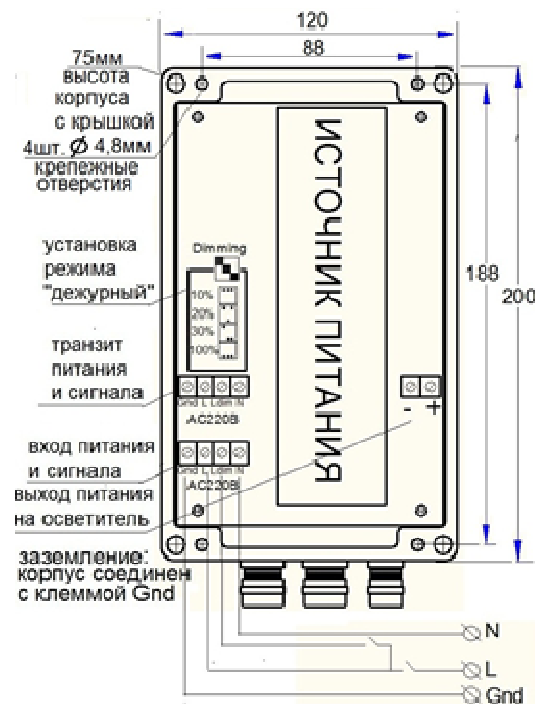 120
88
75мм
высота
корпуса
с крышкой
4шт. Ø 4,8мм
крепежные
отверстия
ИСТОЧНИК ПИТАНИЯ
установка
режима
"дежурный"
Dimming
10%
20%
30%
100%
188
200
транзит
питания
и сигнала
Gnd L Ldim N
AC220В
- +
вход питания
и сигнала
Gnd L Ldim N
AC220В
выход питания
на осветитель
заземление:
корпус соединен
с клеммой Gnd
N
L
Gnd